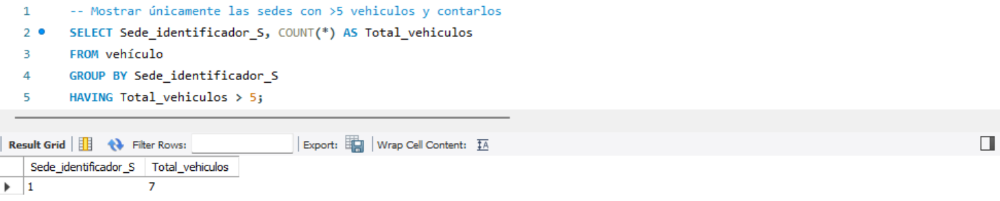 1 -- Mostrar únicamente las sedes con >5 vehiculos y contarlos
2 SELECT Sede_identificador_S, COUNT(*) AS Total_vehiculos
3 FROM vehículo
4 GROUP BY Sede_identificador_S
5 HAVING Total_vehiculos > 5;
Result Grid Filter Rows: Export: Wrap Cell Content: IA
Sede_identificador_S Total_vehiculos
1 7